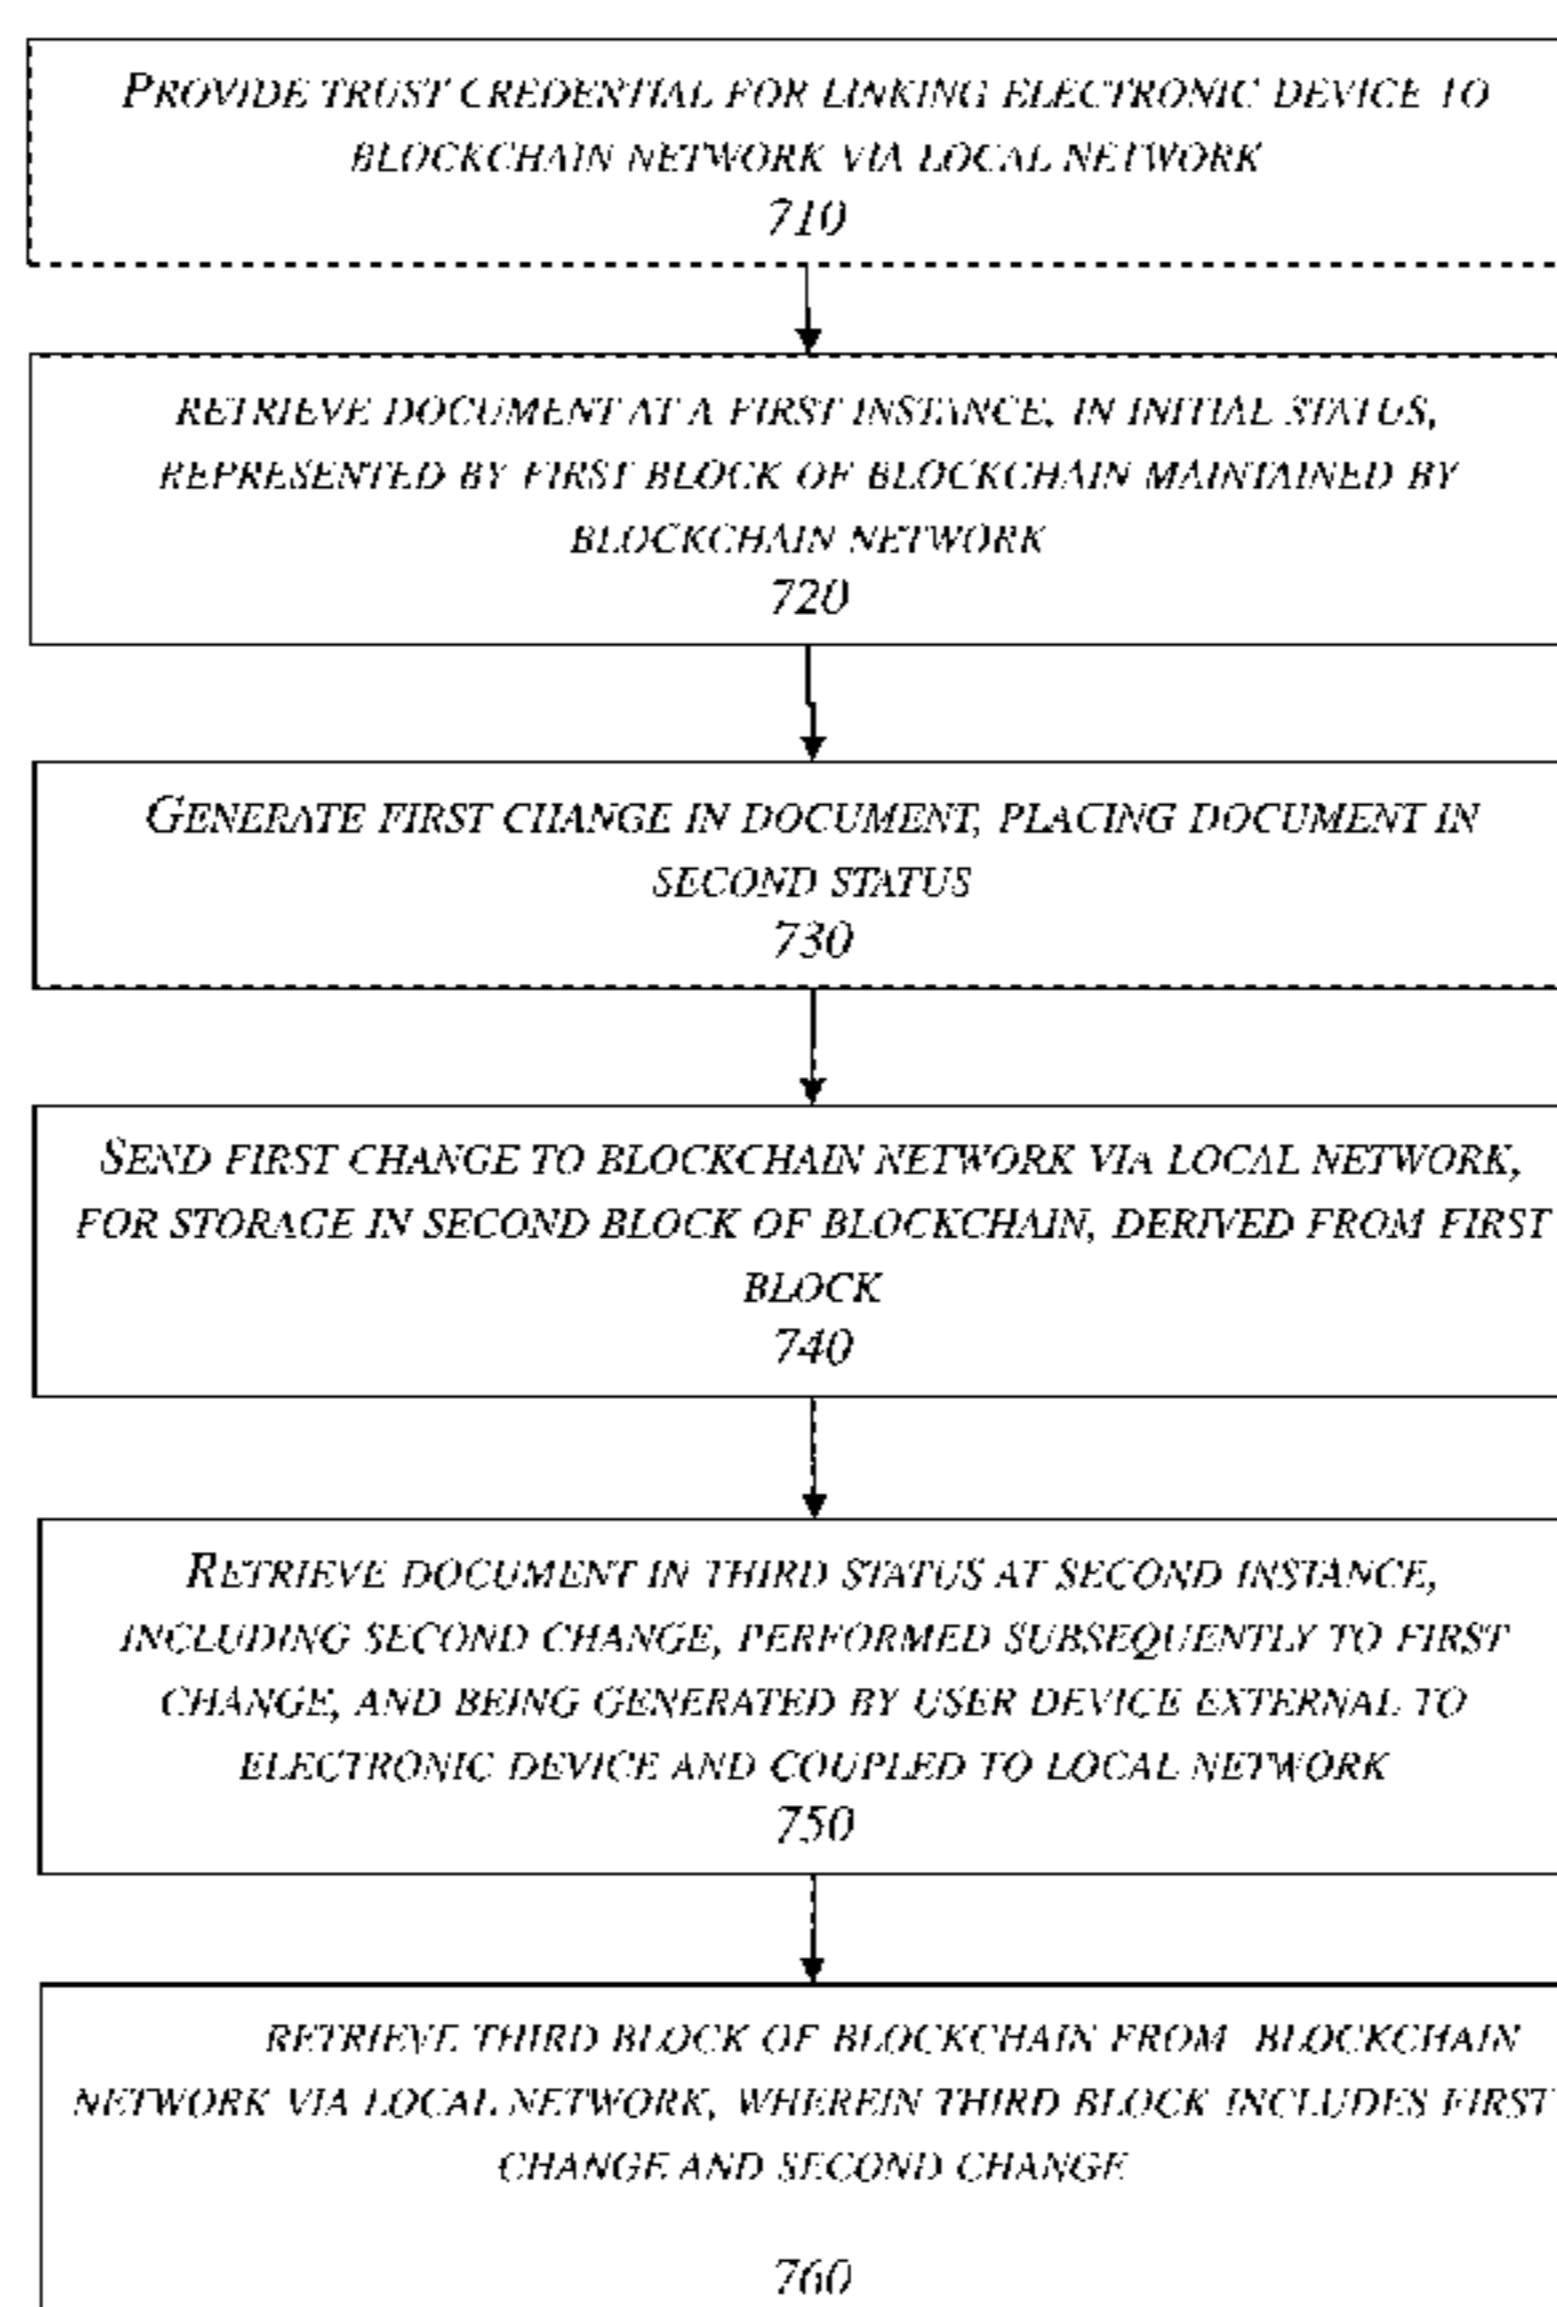 PROVIDE TRUST CREDENTIAL FOR LINKING ELECTRONIC DEVICE TO
BLOCKCHAIN NETWORK VIA LOCAL NETWORK
710
RETRIEVE DOCUMENT AT A FIRST INSTANCE, IN INITIAL STATUS,
REPRESENTED BY FIRST BLOCK OF BLOCKCHAIN MAINTAINED BY
BLOCKCHAIN NETWORK
720
GENERATE FIRST CHANGE IN DOCUMENT, PLACING DOCUMENT IN
SECOND STATUS
730
SEND FIRST CHANGE TO BLOCKCHAIN NETWORK VIA LOCAL NETWORK,
FOR STORAGE IN SECOND BLOCK OF BLOCKCHAIN, DERIVED FROM FIRST
BLOCK
740
RETRIEVE DOCUMENT IN THIRD STATUS AT SECOND INSTANCE,
INCLUDING SECOND CHANGE, PERFORMED SUBSEQUENTLY TO FIRST
CHANGE, AND BEING GENERATED BY USER DEVICE EXTERNAL TO
ELECTRONIC DEVICE AND COUPLED TO LOCAL NETWORK
750
RETRIEVE THIRD BLOCK OF BLOCKCHAIN FROM BLOCKCHAIN
NETWORK VIA LOCAL NETWORK, WHEREIN THIRD BLOCK INCLUDES FIRST
CHANGE AND SECOND CHANGE
760